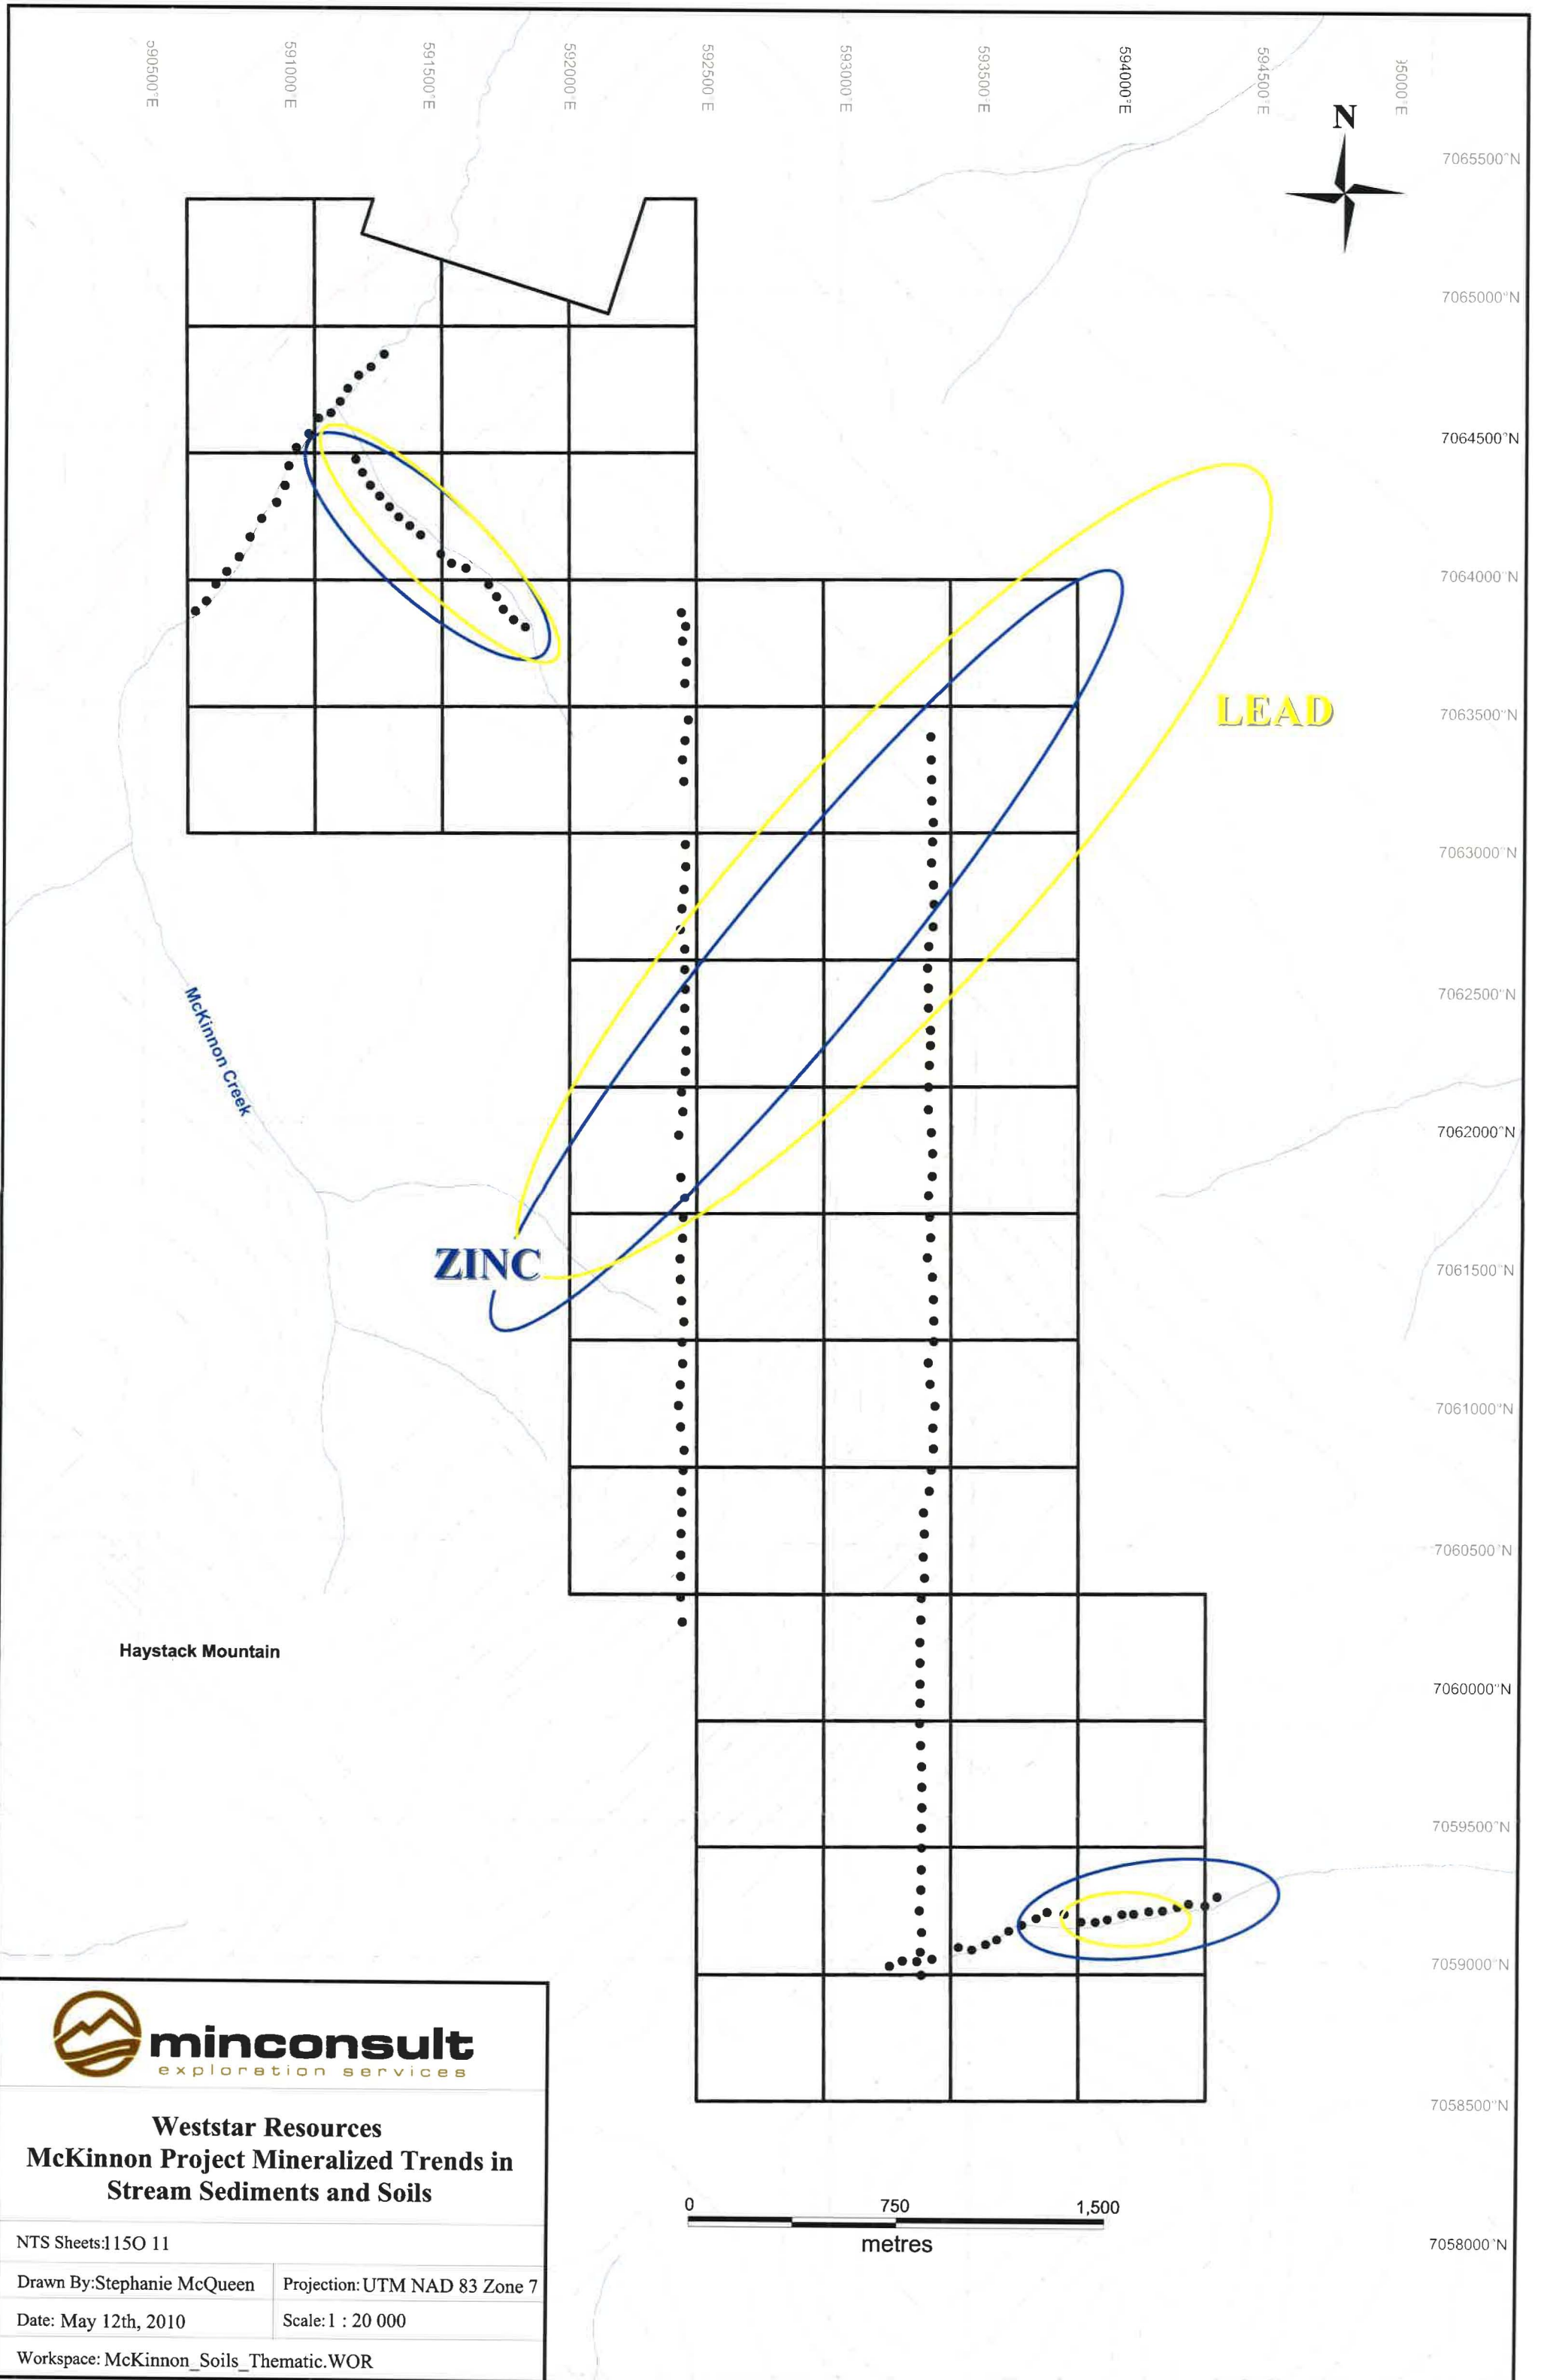 590500°E
591000°E
591500°E
592000°E
592500°E
593000°E
593500°E
594000°E
594500°E
95000°E
N
7065500°N
7065000°N
7064500°N
7064000°N
LEAD
7063500°N
7063000°N
McKinnon Creek
7062500°N
7062000°N
ZINC
7061500°N
7061000°N
7060500°N
Haystack Mountain
7060000°N
7059500°N
7059000°N
7058500°N
7058000°N
minconsult
exploration services
Weststar Resources
McKinnon Project Mineralized Trends in
Stream Sediments and Soils
NTS Sheets:115O 11
Drawn By:Stephanie McQueen
Projection: UTM NAD 83 Zone 7
Date: May 12th, 2010
Scale: 1 : 20 000
Workspace: McKinnon_Soils_Thematic.WOR
0 750 1,500
metres